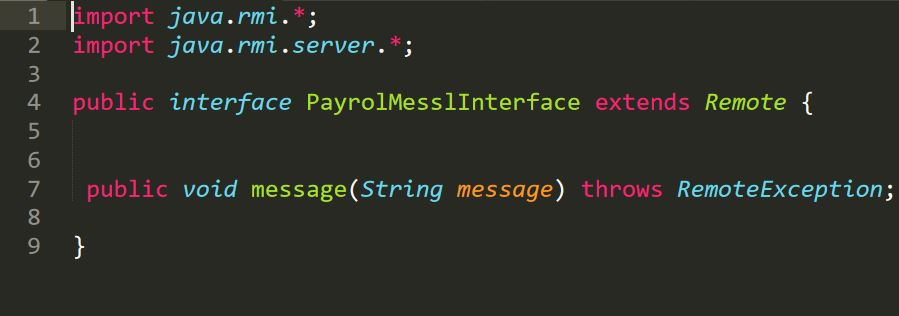 1 import java.rmi.*;
2 import java.rmi.server.*;
3
4 public interface PayrolMesslInterface extends Remote {
5
6
7 public void message(String message) throws RemoteException;
8
9 }